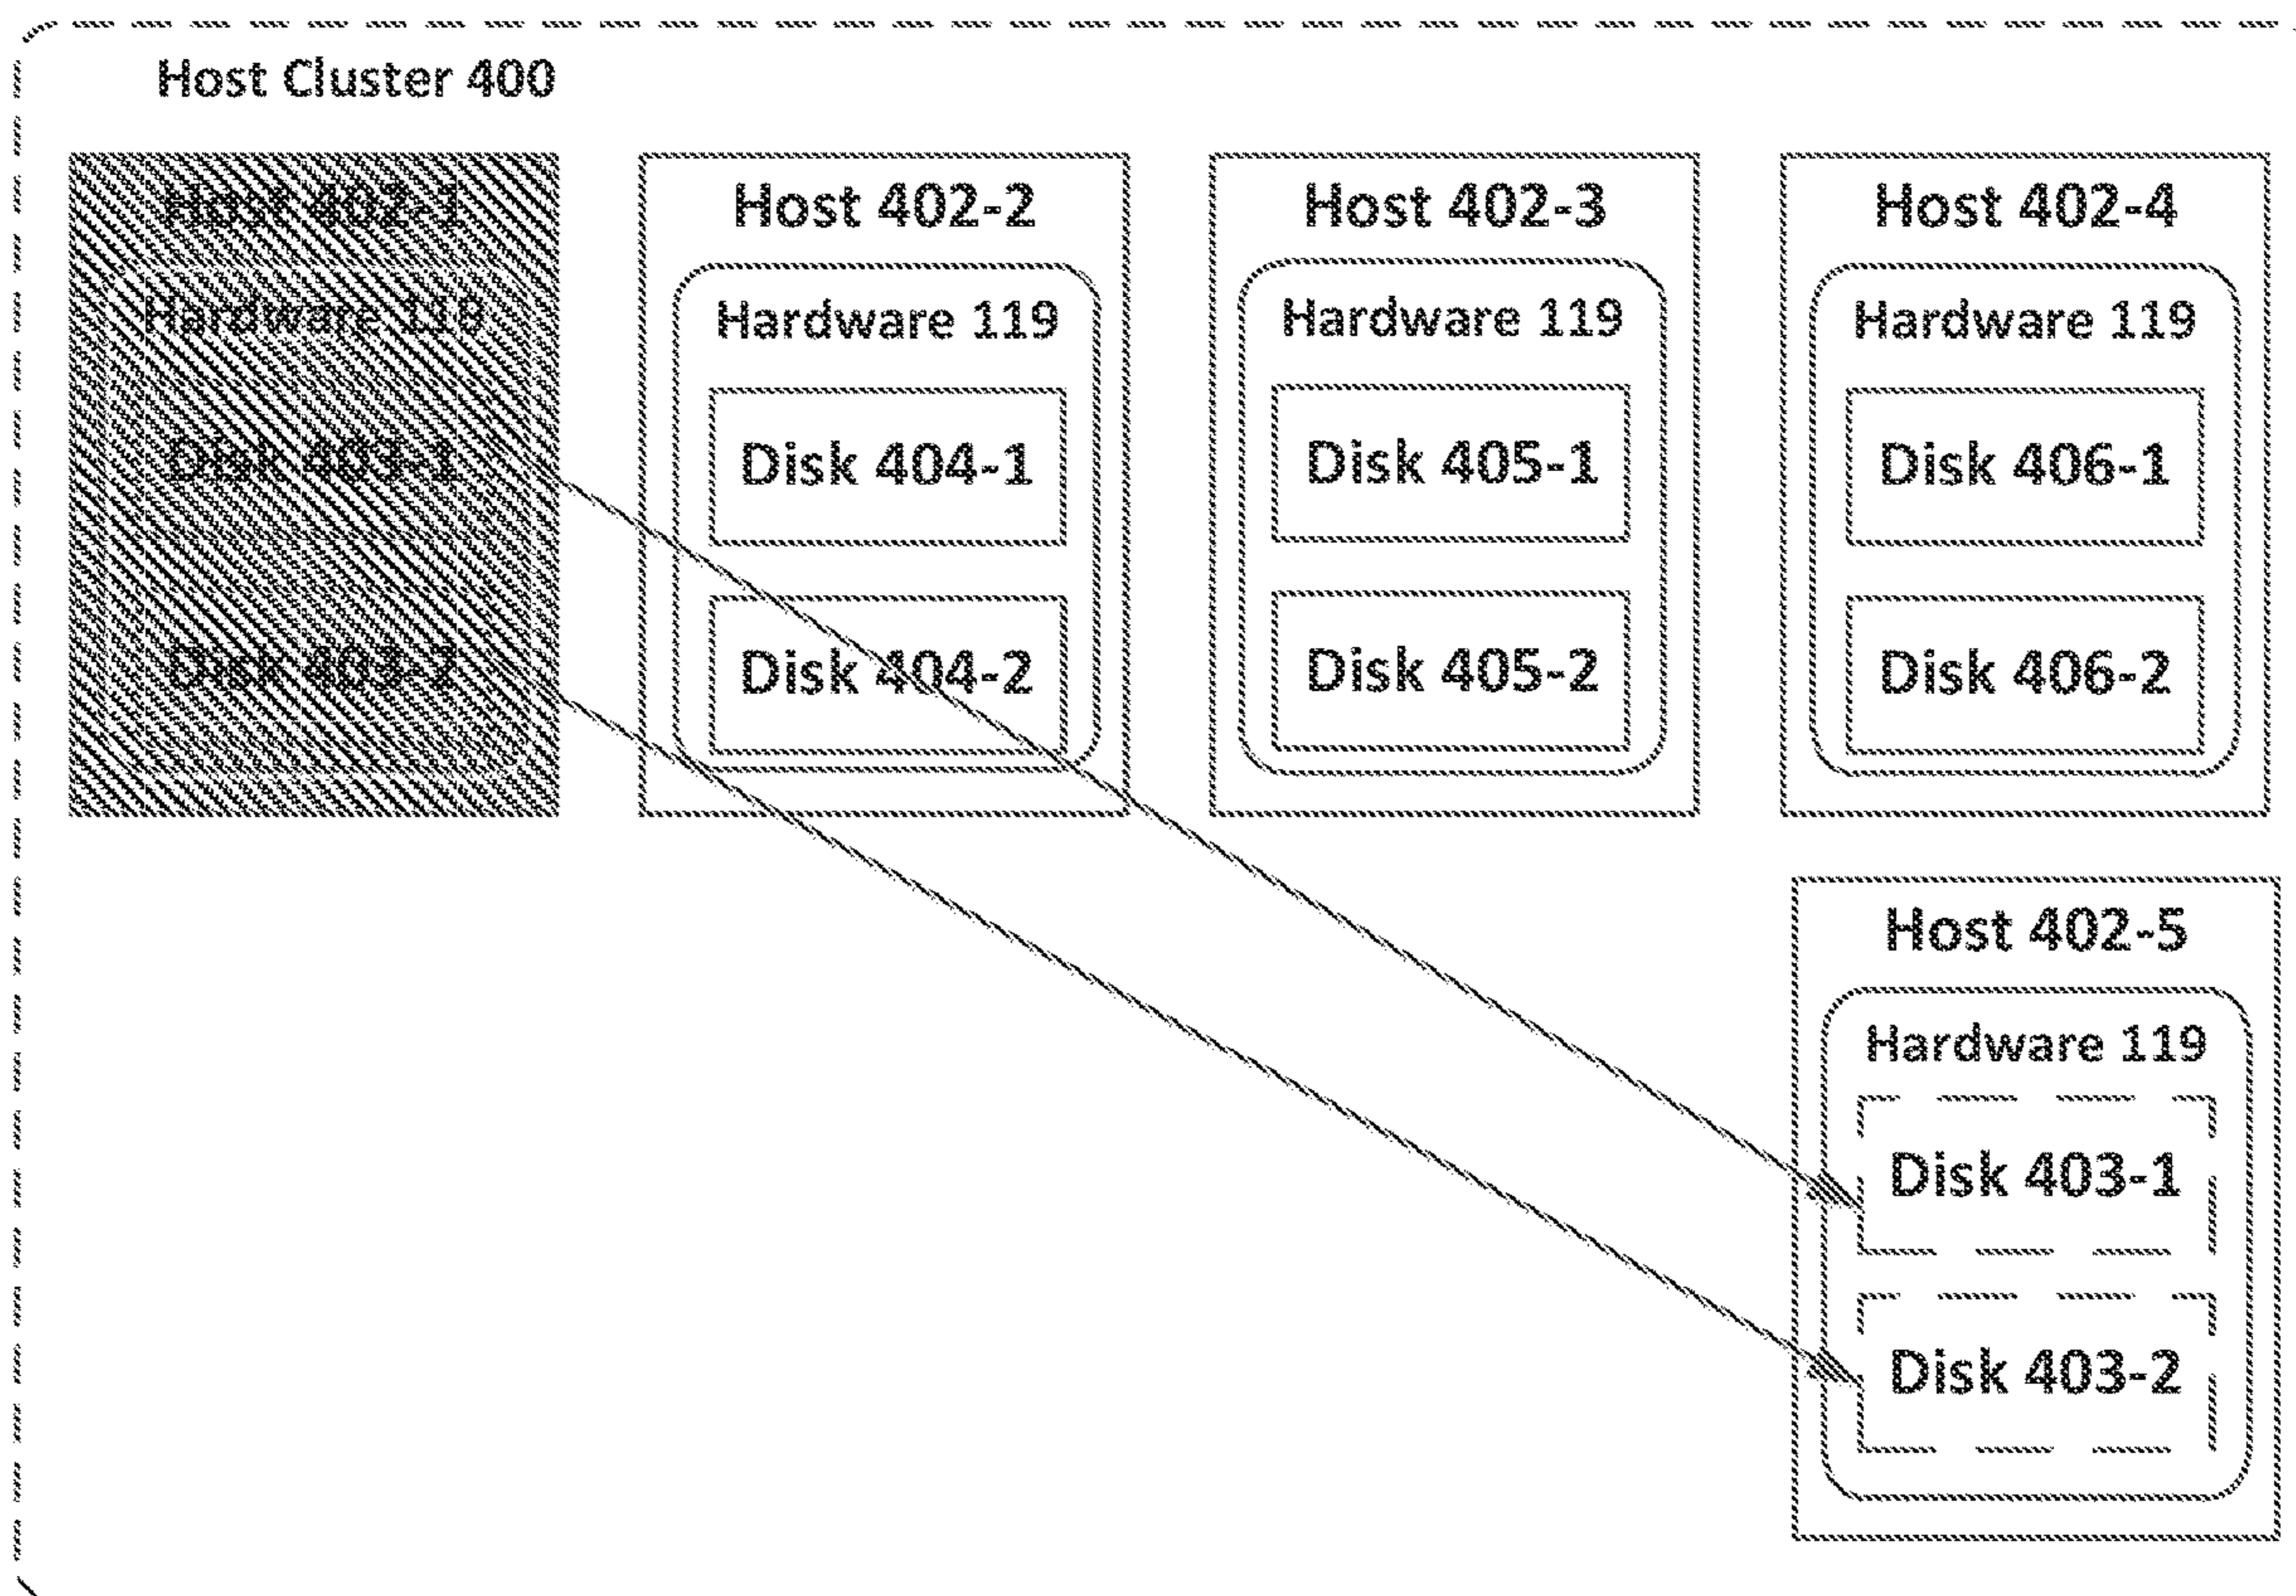 Host Cluster 400
Host 402-1
Hardware 119
Disk 403-1
Disk 403-2
Host 402-2
Hardware 119
Disk 404-1
Disk 404-2
Host 402-3
Hardware 119
Disk 405-1
Disk 405-2
Host 402-4
Hardware 119
Disk 406-1
Disk 406-2
Host 402-5
Hardware 119
Disk 403-1
Disk 403-2